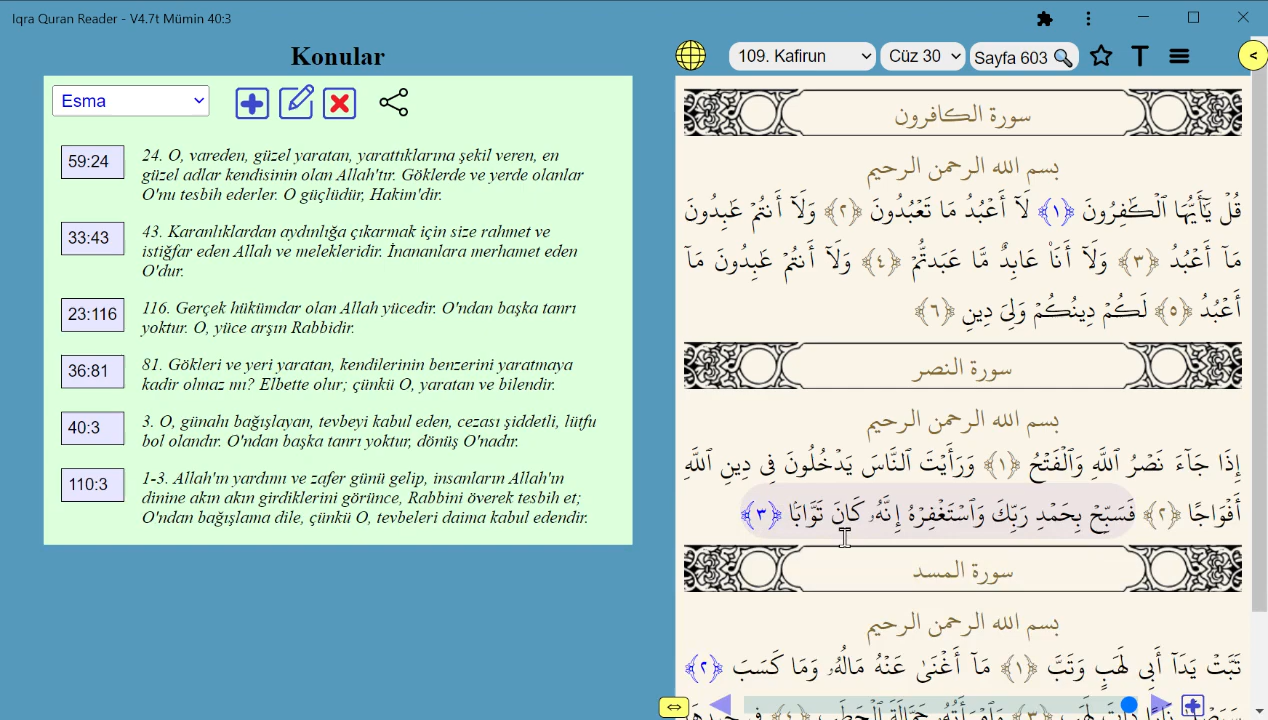 Iqra Quran Reader - V4.7t Mümin 40:3
Konular
Esma
59:24
24. O, vareden, güzel yaratan, yarattıklarına şekil veren, en
güzel adlar kendisinin olan Allah'tır. Göklerde ve yerde olanlar
O'nu tesbih ederler. O güçlüdür, Hakim'dir.
33:43
43. Karanlıklardan aydınlığa çıkarmak için size rahmet ve
istiğfar eden Allah ve melekleridir. İnananlara merhamet eden
O'dur.
23:116
116. Gerçek hükümdar olan Allah yücedir. O'ndan başka tanrı
yoktur. O, yüce arşın Rabbidir.
36:81
81. Gökleri ve yeri yaratan, kendilerinin benzerini yaratmaya
kadir olmaz mı? Elbette olur; çünkü O, yaratan ve bilendir.
40:3
3. O, günahı bağışlayan, tevbeyi kabul eden, cezası şiddetli, lütfu
bol olandır. O'ndan başka tanrı yoktur, dönüş O'nadır.
110:3
1-3. Allah'ın yardımı ve zafer günü gelip, insanların Allah'ın
dinine akın akın girdiklerini görünce, Rabbini överek tesbih et;
O'ndan bağışlama dile, çünkü O, tevbeleri daima kabul edendir.
109. Kafirun
Cüz 30
Sayfa 603
T
<
سورة الكافرون
بسم الله الرحمن الرحيم
قُلْ يَٰٓأَيُّهَا ٱلْكَٰفِرُونَ ﴿١﴾ لَآ أَعْبُدُ مَا تَعْبُدُونَ ﴿٢﴾ وَلَآ أَنتُمْ عَٰبِدُونَ
مَآ أَعْبُدُ ﴿٣﴾ وَلَآ أَنَا۠ عَابِدٌ مَّا عَبَدتُّمْ ﴿٤﴾ وَلَآ أَنتُمْ عَٰبِدُونَ مَآ
أَعْبُدُ ﴿٥﴾ لَكُمْ دِينُكُمْ وَلِىَ دِينِ ﴿٦﴾
سورة النصر
بسم الله الرحمن الرحيم
إِذَا جَآءَ نَصْرُ ٱللَّهِ وَٱلْفَتْحُ ﴿١﴾ وَرَأَيْتَ ٱلنَّاسَ يَدْخُلُونَ فِى دِينِ ٱللَّهِ
أَفْوَاجًا ﴿٢﴾ فَسَبِّحْ بِحَمْدِ رَبِّكَ وَٱسْتَغْفِرْهُ إِنَّهُۥ كَانَ تَوَّابًۢا ﴿٣﴾
سورة المسد
بسم الله الرحمن الرحيم
تَبَّتْ يَدَآ أَبِى لَهَبٍ وَتَبَّ ﴿١﴾ مَآ أَغْنَىٰ عَنْهُ مَالُهُۥ وَمَا كَسَبَ ﴿٢﴾